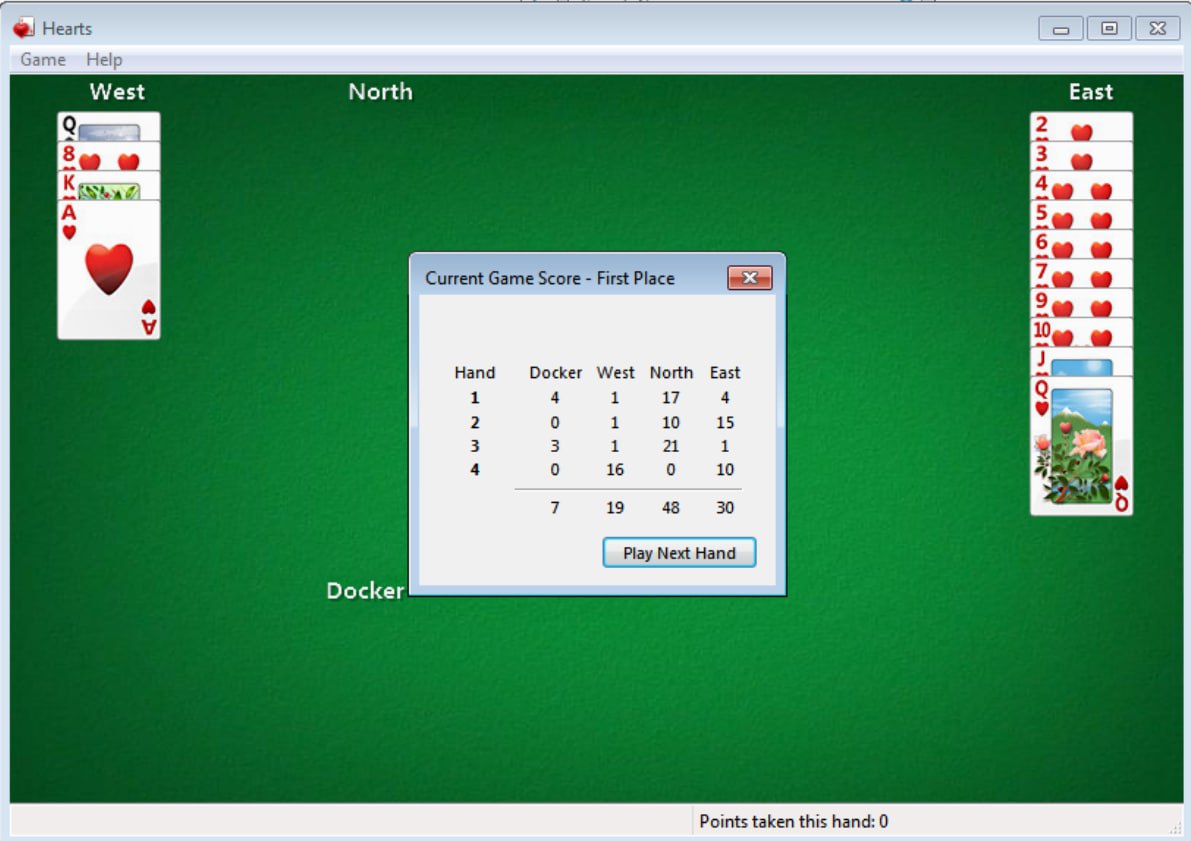 Hearts
Game Help
West North East
Q
8
K
A
A
2
3
4
5
6
7
9
10
J
Q
Q
Current Game Score - First Place
Hand Docker West North East
1 4 1 17 4
2 0 1 10 15
3 3 1 21 1
4 0 16 0 10
7 19 48 30
Play Next Hand
Docker
Points taken this hand: 0